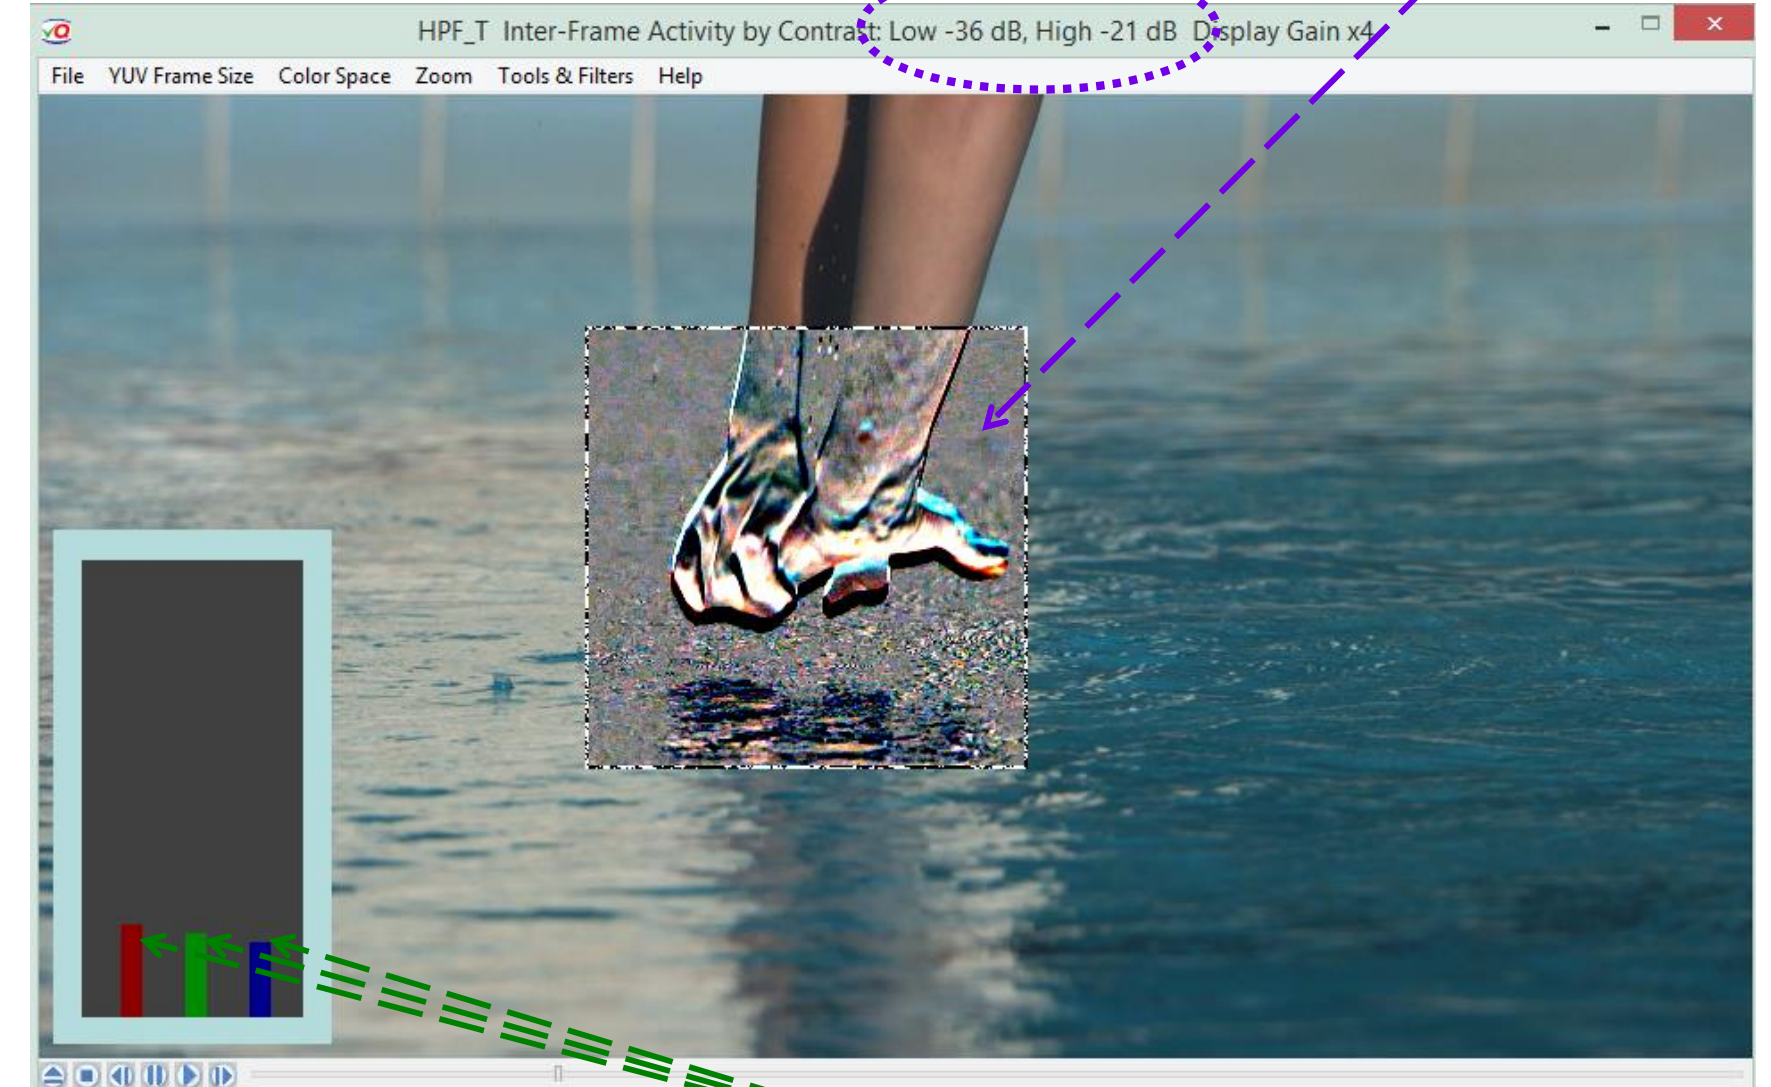 HPF_T Inter-Frame Activity by Contrast: Low -36 dB, High -21 dB Display Gain x4
File YUV Frame Size Color Space Zoom Tools & Filters Help